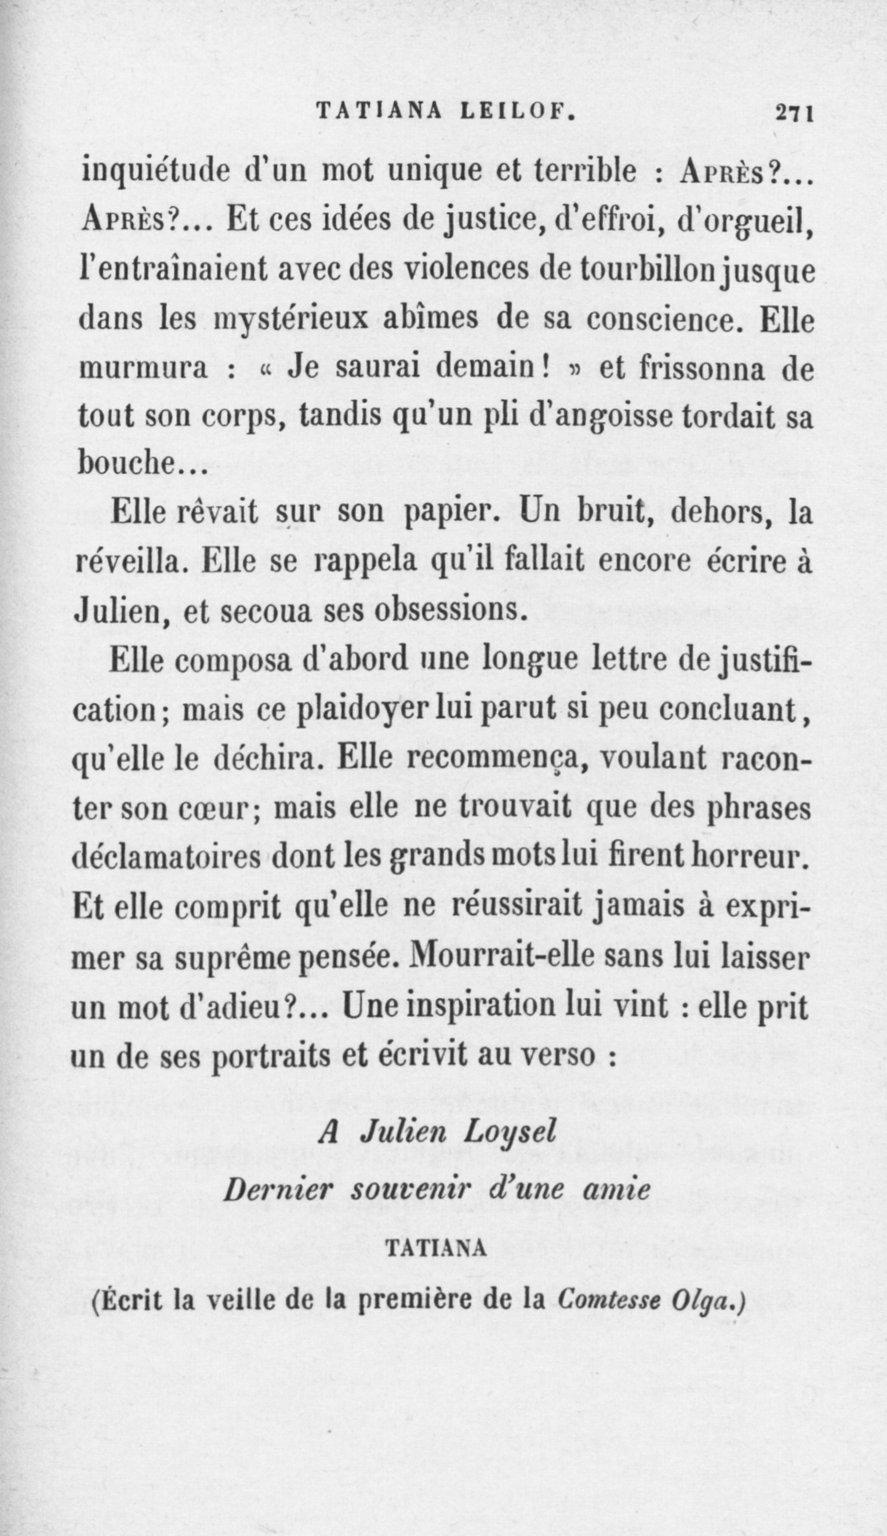 TATIANA LEILOF. 271
inquiétude d'un mot unique et terrible : APRÈS?...
APRÈS?... Et ces idées de justice, d'effroi, d'orgueil,
l'entraînaient avec des violences de tourbillon jusque
dans les mystérieux abîmes de sa conscience. Elle
murmura : « Je saurai demain! » et frissonna de
tout son corps, tandis qu'un pli d'angoisse tordait sa
bouche...
Elle rêvait sur son papier. Un bruit, dehors, la
réveilla. Elle se rappela qu'il fallait encore écrire à
Julien, et secoua ses obsessions.
Elle composa d'abord une longue lettre de justifi-
cation; mais ce plaidoyer lui parut si peu concluant,
qu'elle le déchira. Elle recommença, voulant racon-
ter son cœur; mais elle ne trouvait que des phrases
déclamatoires dont les grands mots lui firent horreur.
Et elle comprit qu'elle ne réussirait jamais à expri-
mer sa suprême pensée. Mourrait-elle sans lui laisser
un mot d'adieu?... Une inspiration lui vint : elle prit
un de ses portraits et écrivit au verso :
A Julien Loysel
Dernier souvenir d'une amie
TATIANA
(Écrit la veille de la première de la Comtesse Olga.)